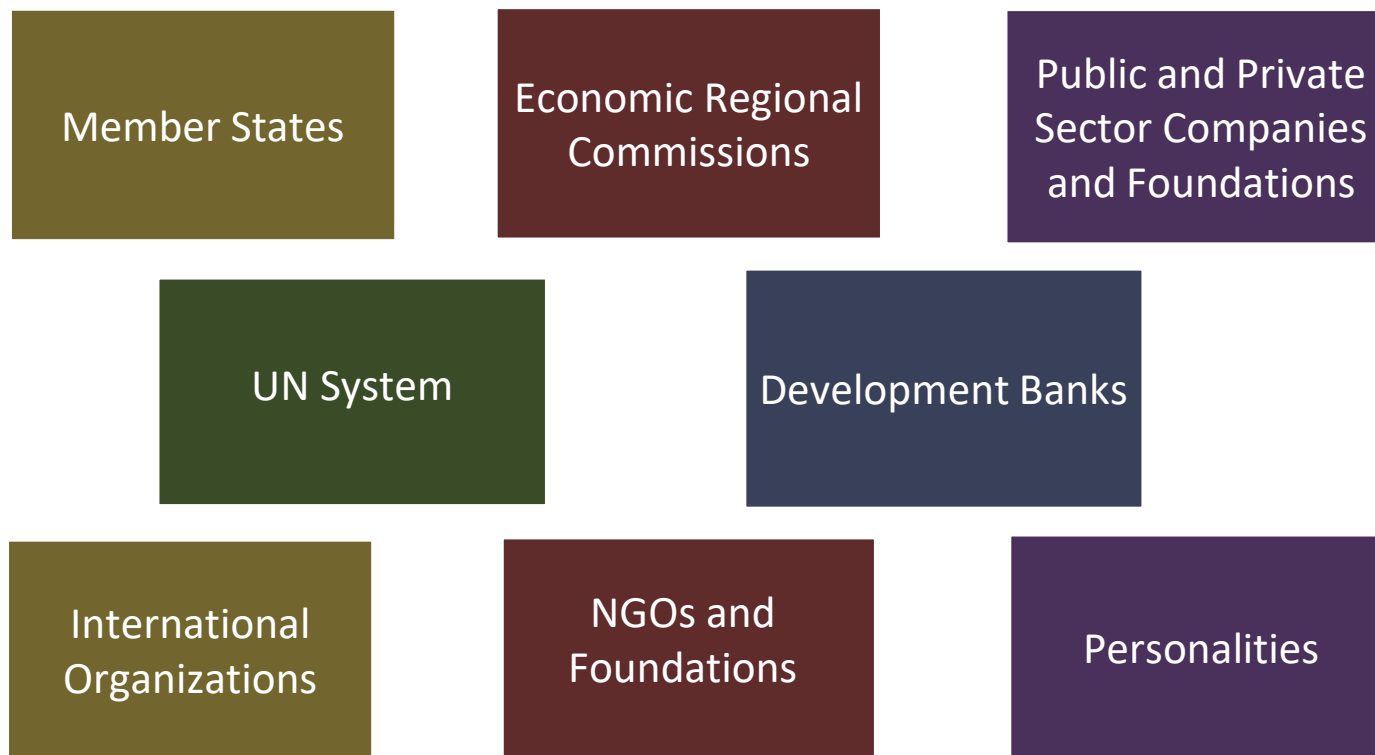 Member States
Economic Regional
Commissions
Public and Private
Sector Companies
and Foundations
UN System
Development Banks
International
Organizations
NGOs and
Foundations
Personalities